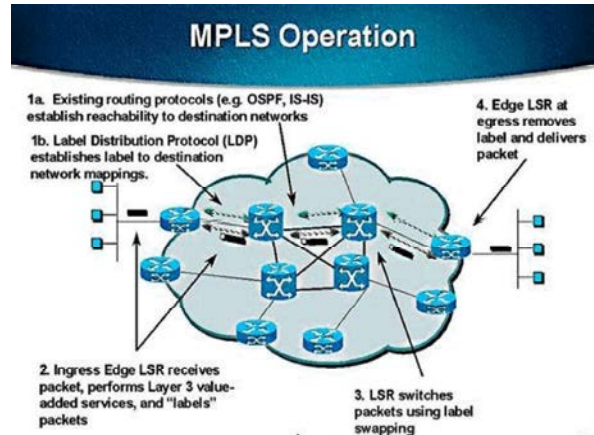 MPLS Operation
1a. Existing routing protocols (e.g. OSPF, IS-IS)
establish reachability to destination networks
1b. Label Distribution Protocol (LDP)
establishes label to destination
network mappings.
4. Edge LSR at
egress removes
label and delivers
packet
2. Ingress Edge LSR receives
packet, performs Layer 3 value-
added services, and “labels”
packets
3. LSR switches
packets using label
swapping